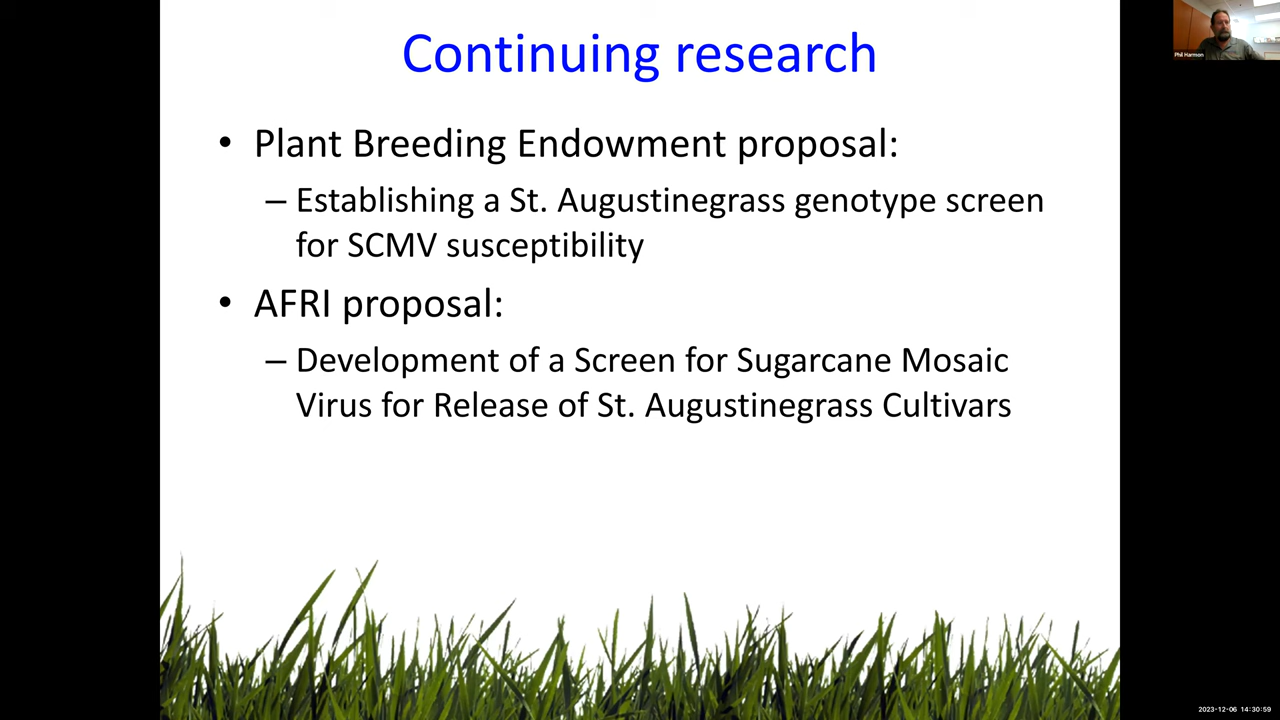 Continuing research
• Plant Breeding Endowment proposal:
– Establishing a St. Augustinegrass genotype screen
for SCMV susceptibility
• AFRI proposal:
– Development of a Screen for Sugarcane Mosaic
Virus for Release of St. Augustinegrass Cultivars
Phil Harmon
2023-12-06 14:30:59